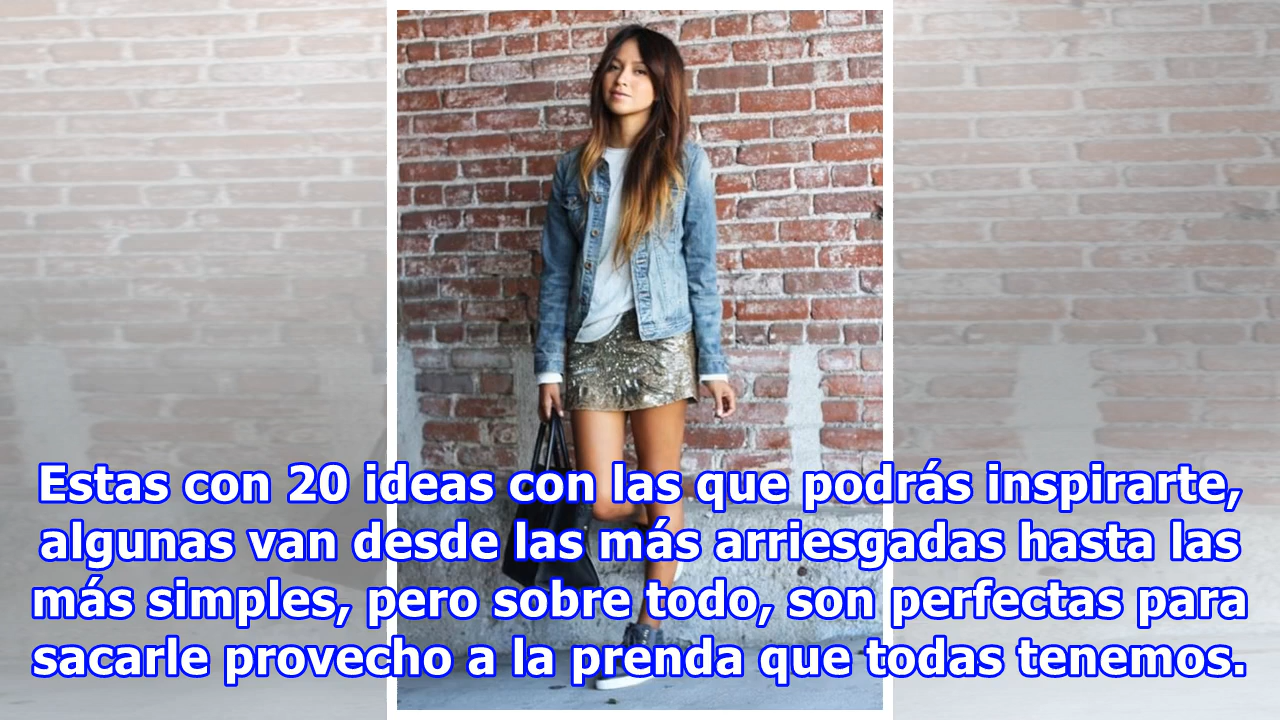 Estas con 20 ideas con las que podrás inspirarte,
algunas van desde las más arriesgadas hasta las
más simples, pero sobre todo, son perfectas para
sacarle provecho a la prenda que todas tenemos.